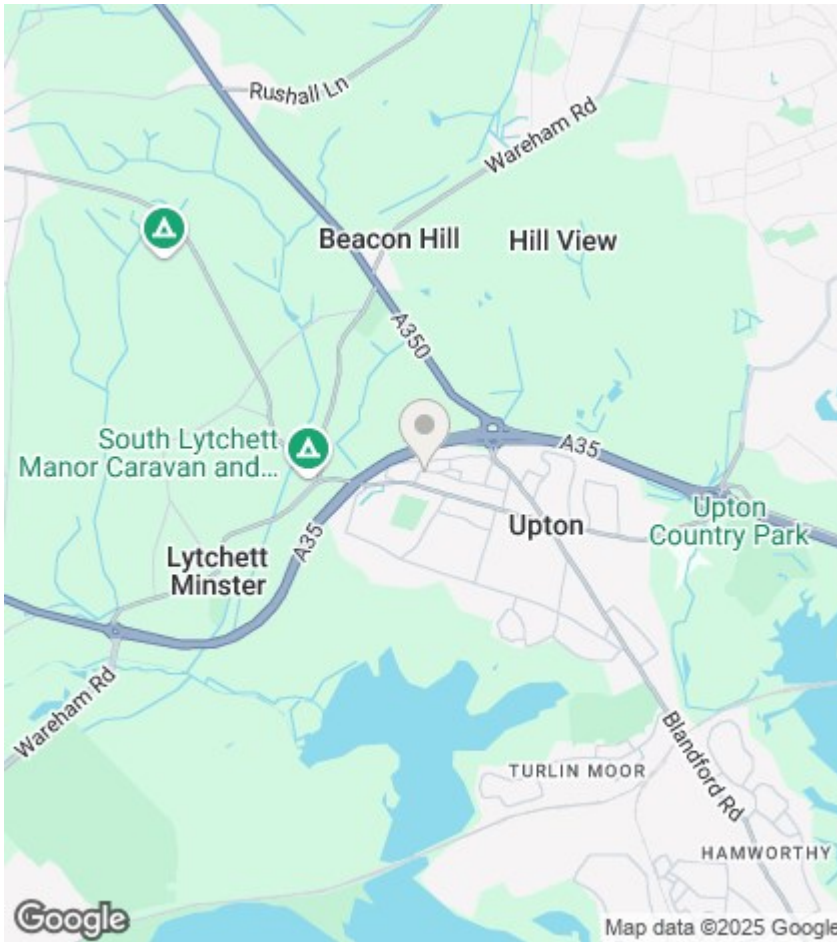 Rushall Ln
Wareham Rd
Beacon Hill
Hill View
A350
South Lytchett
Manor Caravan and...
A35
Upton
Upton
Country Park
A35
Lytchett
Minster
Wareham Rd
TURLIN MOOR
Blandford Rd
HAMWORTHY
Google
Map data ©2025 Google